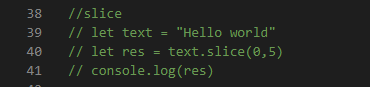 38 //slice
39 // let text = "Hello world"
40 // let res = text.slice(0,5)
41 // console.log(res)